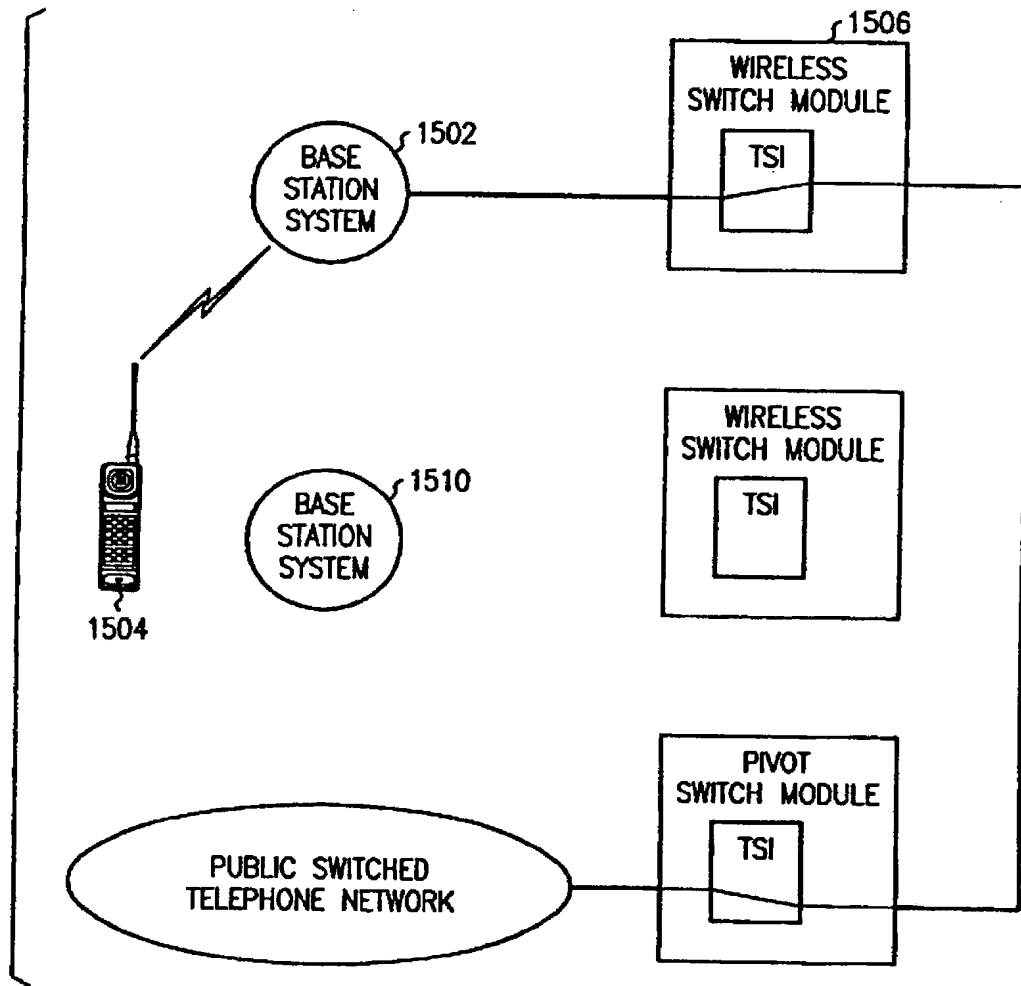 1506
WIRELESS
SWITCH MODULE
TSI
1502
BASE
STATION
SYSTEM
WIRELESS
SWITCH MODULE
TSI
1510
BASE
STATION
SYSTEM
1504
PIVOT
SWITCH MODULE
TSI
PUBLIC SWITCHED
TELEPHONE NETWORK